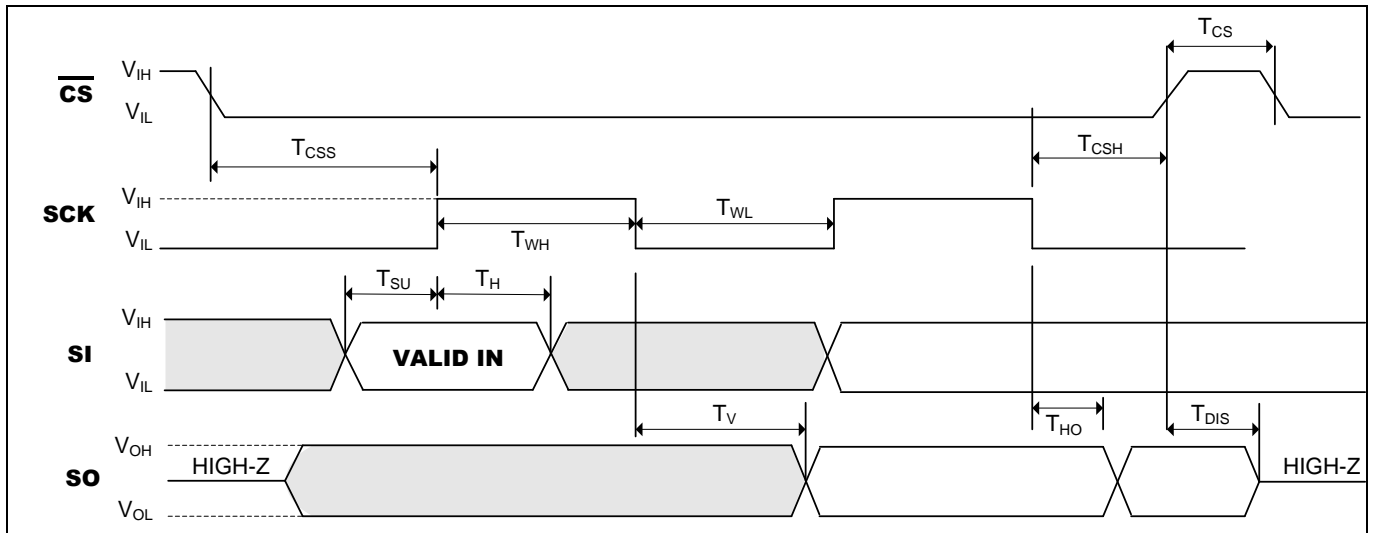 T_CS
V_IH
CS
V_IL
T_CSS
T_CSH
V_IH
SCK
T_WL
T_WH
V_IL
T_SU
T_H
V_IH
SI
VALID IN
V_IL
T_V
T_HO
T_DIS
V_OH
HIGH-Z
HIGH-Z
SO
V_OL